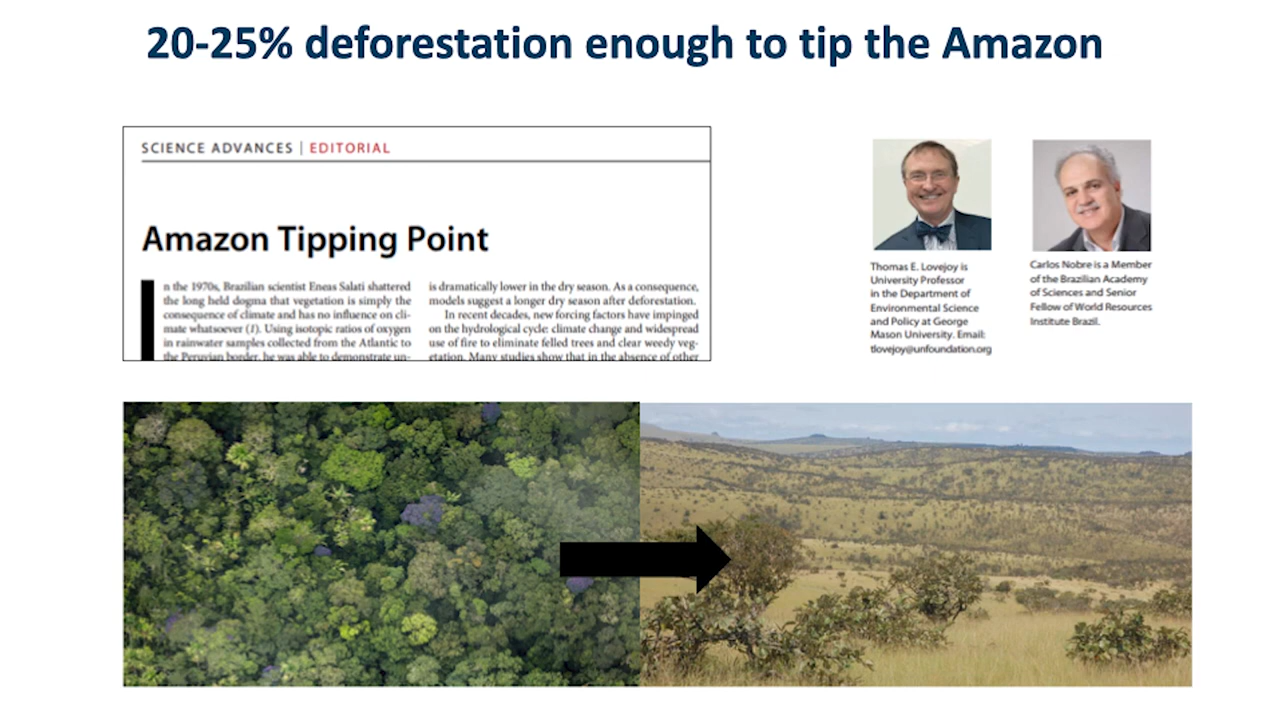 20-25% deforestation enough to tip the Amazon
SCIENCE ADVANCES | EDITORIAL
Amazon Tipping Point
In the 1970s, Brazilian scientist Eneas Salati shattered
the long held dogma that vegetation is simply the
consequence of climate and has no influence on cli-
mate whatsoever (1). Using isotopic ratios of oxygen
in rainwater samples collected from the Atlantic to
the Peruvian border, he was able to demonstrate un-
is dramatically lower in the dry season. As a consequence,
models suggest a longer dry season after deforestation.
In recent decades, new forcing factors have impinged
on the hydrological cycle: climate change and widespread
use of fire to eliminate felled trees and clear weedy veg-
etation. Many studies show that in the absence of other
Thomas E. Lovejoy is
University Professor
in the Department of
Environmental Science
and Policy at George
Mason University. Email:
tlovejoy@unfoundation.org
Carlos Nobre is a Member
of the Brazilian Academy
of Sciences and Senior
Fellow of World Resources
Institute Brazil.